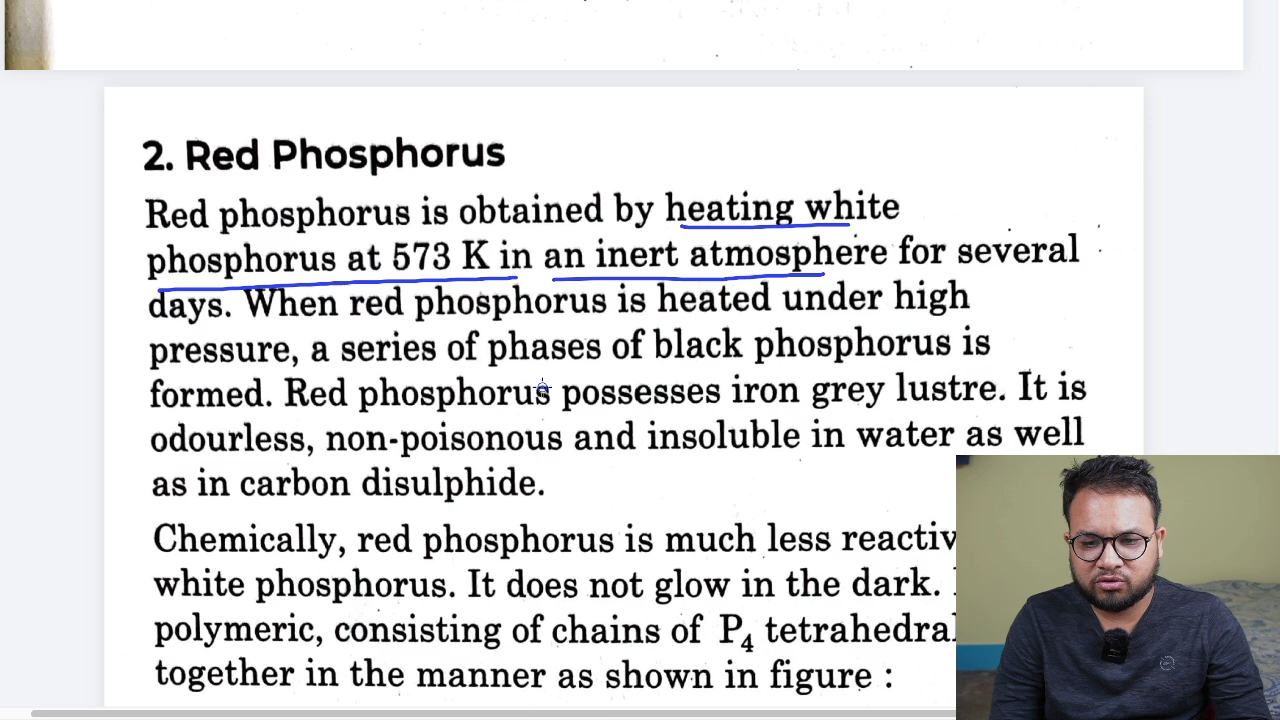 2. Red Phosphorus
Red phosphorus is obtained by heating white
phosphorus at 573 K in an inert atmosphere for several
days. When red phosphorus is heated under high
pressure, a series of phases of black phosphorus is
formed. Red phosphorus possesses iron grey lustre. It is
odourless, non-poisonous and insoluble in water as well
as in carbon disulphide.
Chemically, red phosphorus is much less reactiv
white phosphorus. It does not glow in the dark.
polymeric, consisting of chains of P₄ tetrahedra
together in the manner as shown in figure :